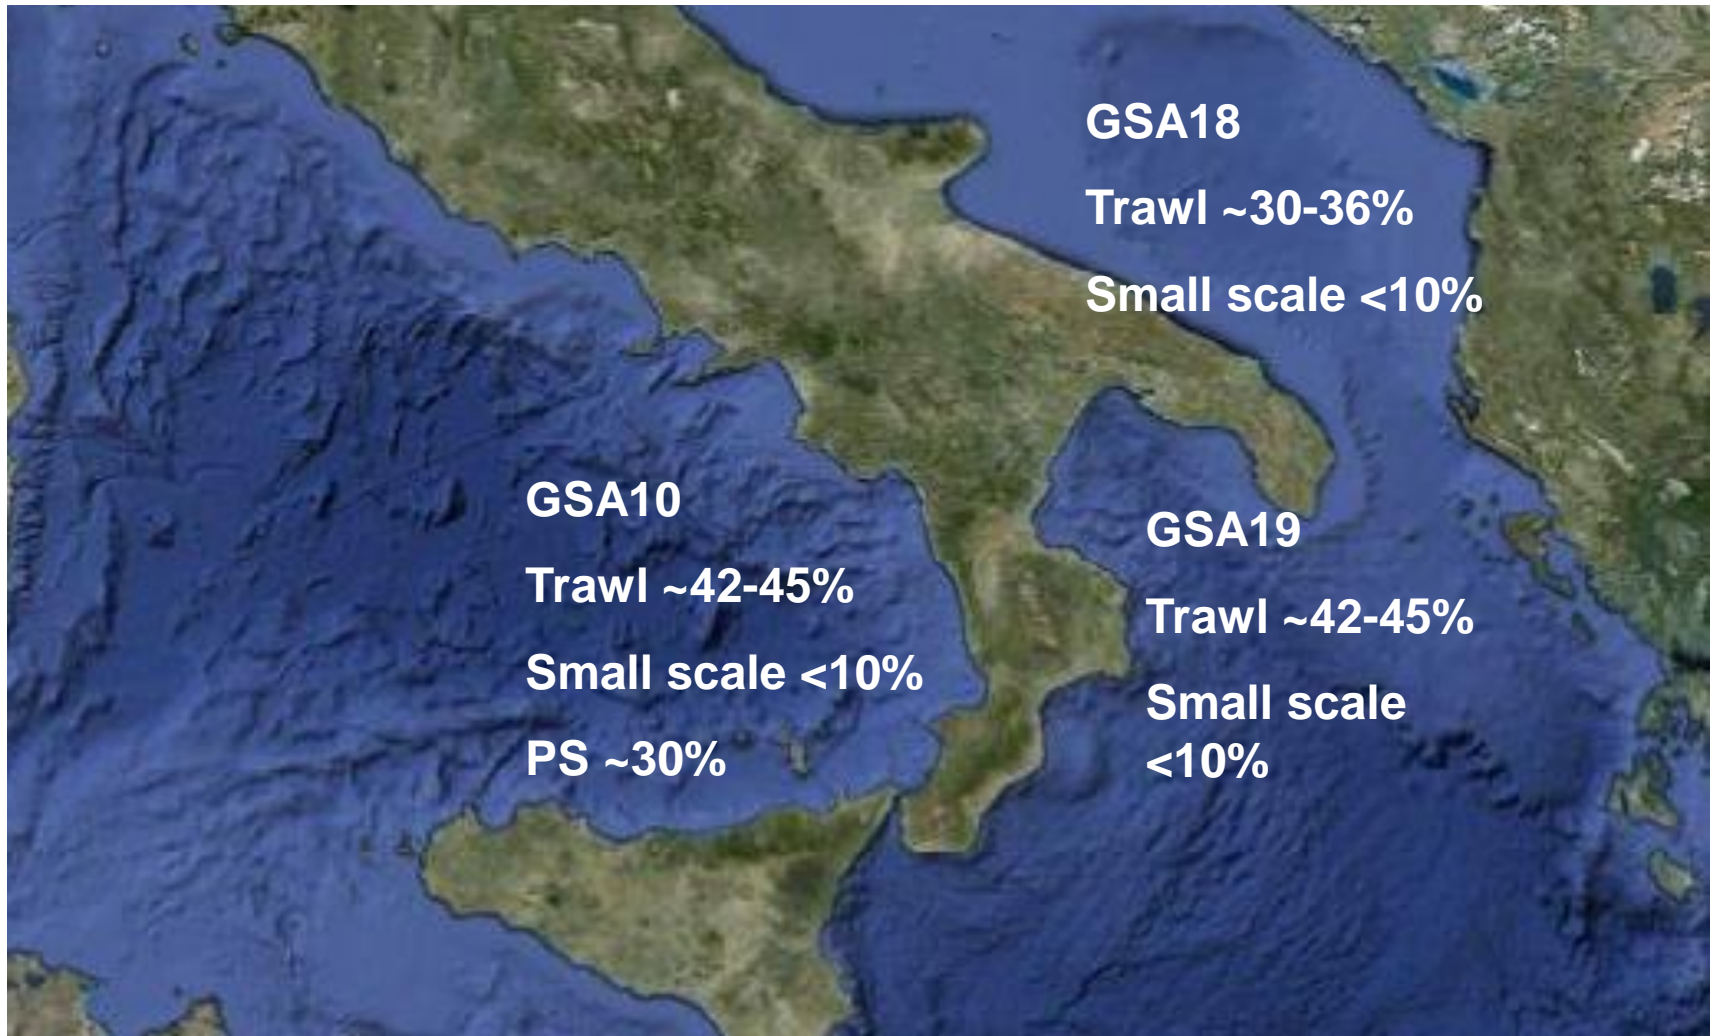 GSA18
Trawl ~30-36%
Small scale <10%
GSA10
Trawl ~42-45%
Small scale <10%
PS ~30%
GSA19
Trawl ~42-45%
Small scale
<10%